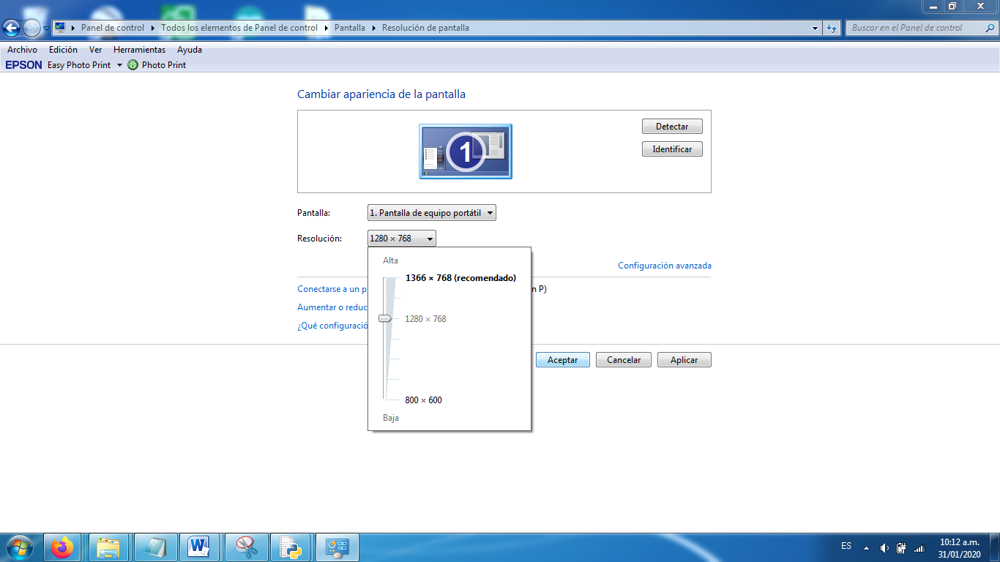 Panel de control Todos los elementos de Panel de control Pantalla Resolución de pantalla
Buscar en el Panel de control
Archivo Edición Ver Herramientas Ayuda
EPSON Easy Photo Print Photo Print
Cambiar apariencia de la pantalla
1
Detectar
Identificar
Pantalla: 1. Pantalla de equipo portátil
Resolución: 1280 × 768
Alta
Configuración avanzada
1366 × 768 (recomendado)
Conectarse a un p n P)
Aumentar o reduc
1280 × 768
¿Qué configuració
Aceptar Cancelar Aplicar
800 × 600
Baja
ES
10:12 a.m.
31/01/2020